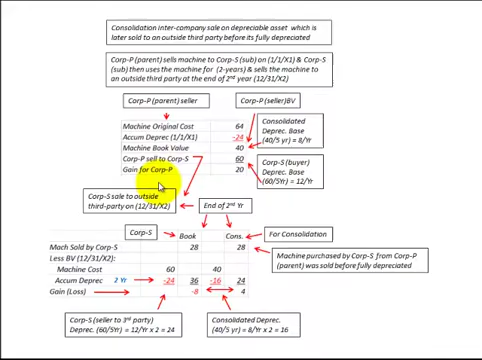 Consolidation inter-company sale on depreciable asset which is
later sold to an outside third party before its fully depreciated
Corp-P (parent) sells machine to Corp-S (sub) on (1/1/X1) & Corp-S
(sub) then uses the machine for (2-years) & sells the machine to
an outside third party at the end of 2nd year (12/31/X2)
Corp-P (parent) seller
Corp-P (seller)BV
Machine Original Cost 64
Accum Deprec (1/1/X1) -24
Machine Book Value 40
Corp-P sell to Corp-S 60
Gain for Corp-P 20
Consolidated
Deprec. Base
(40/5 yr) = 8/Yr
Corp-S (buyer)
Deprec. Base
(60/5Yr) = 12/Yr
Corp-S sale to outside
third-party on (12/31/X2)
End of 2nd Yr
Corp-S
Book
Cons.
For Consolidation
Mach Sold by Corp-S 28 28
Less BV (12/31/X2):
Machine Cost 60 40
Accum Deprec 2 Yr -24 36 -16 24
Gain (Loss) -8 4
Machine purchased by Corp-S from Corp-P
(parent) was sold before fully depreciated
Corp-S (seller to 3rd party)
Deprec. (60/5Yr) = 12/Yr x 2 = 24
Consolidated Deprec.
(40/5 yr) = 8/Yr x 2 = 16